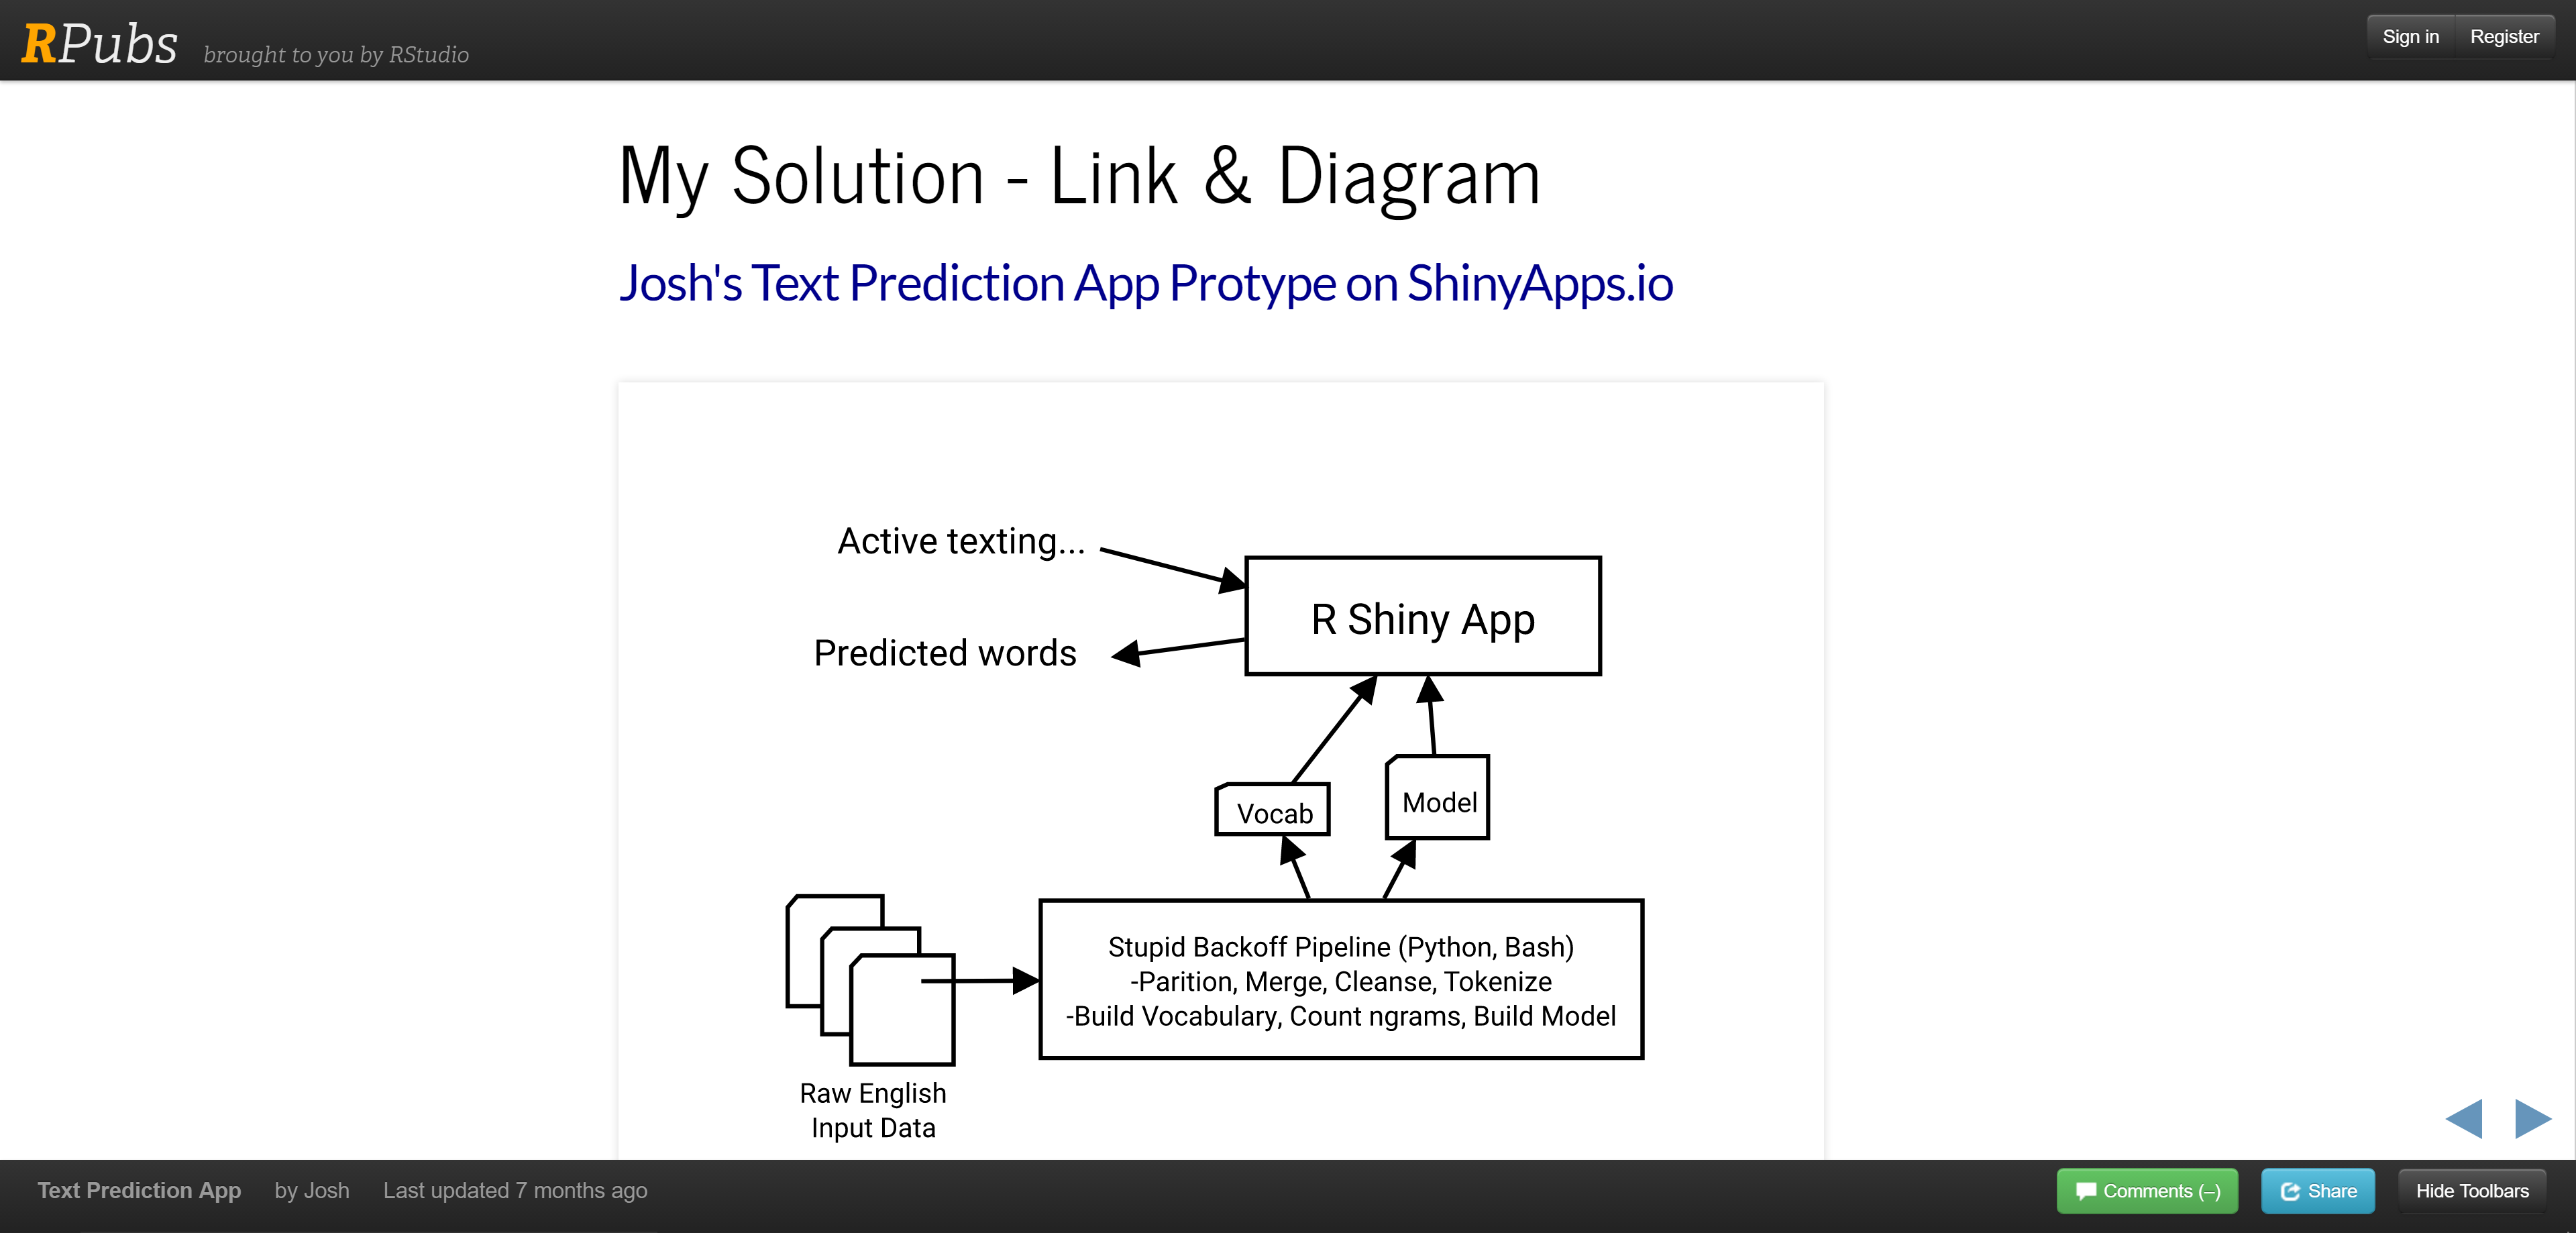 RPubs brought to you by RStudio
Sign in Register
My Solution - Link & Diagram
Josh's Text Prediction App Protype on ShinyApps.io
Active texting...
R Shiny App
Predicted words
Vocab
Model
Stupid Backoff Pipeline (Python, Bash)
-Parition, Merge, Cleanse, Tokenize
-Build Vocabulary, Count ngrams, Build Model
Raw English
Input Data
Text Prediction App by Josh Last updated 7 months ago
Comments (–) Share Hide Toolbars